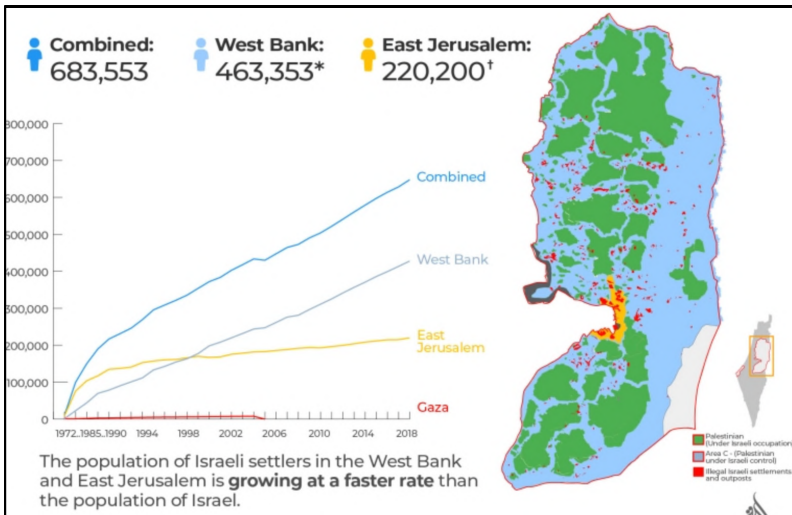 Combined:
683,553
West Bank:
463,353*
East Jerusalem:
220,200†
800,000
700,000
600,000
500,000
400,000
300,000
200,000
100,000
0
Combined
West Bank
East
Jerusalem
Gaza
1972..1985..1990 1994 1998 2002 2006 2010 2014 2018
The population of Israeli settlers in the West Bank
and East Jerusalem is growing at a faster rate than
the population of Israel.
Palestinian
(Under Israeli occupation)
Area C - (Palestinian
under Israeli control)
Illegal Israeli settlements
and outposts